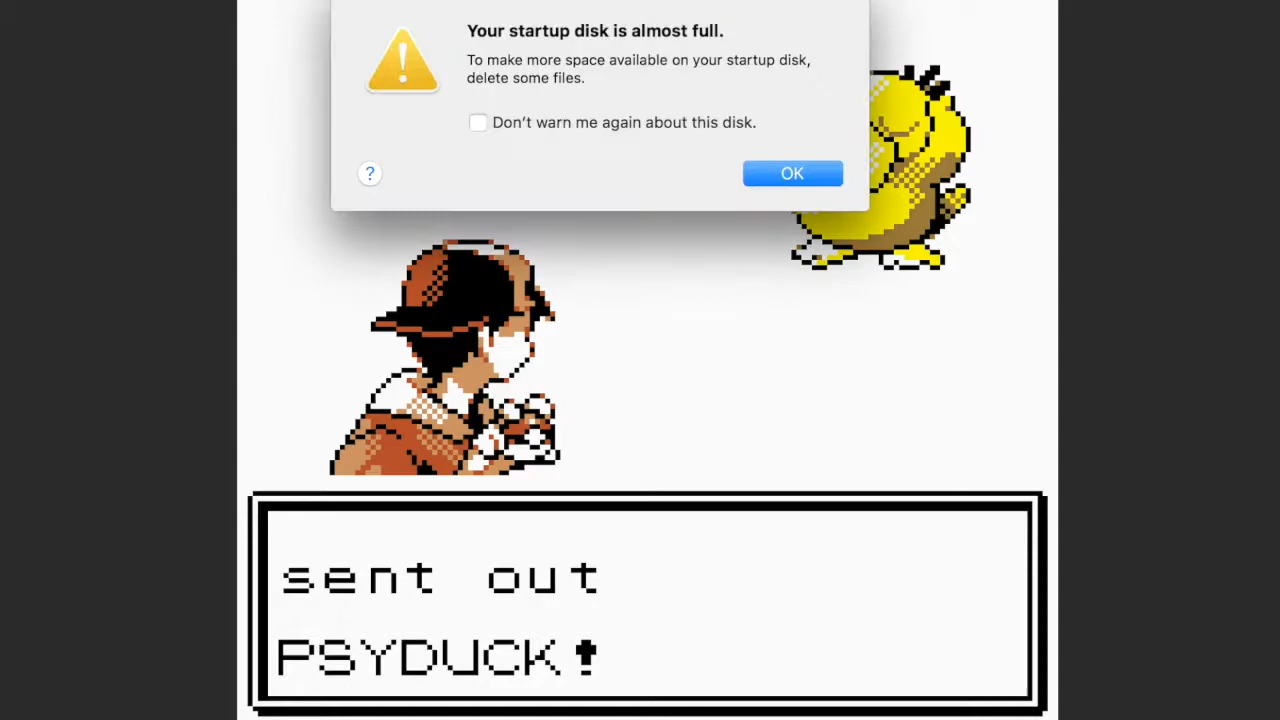 Your startup disk is almost full.
To make more space available on your startup disk,
delete some files.
Don’t warn me again about this disk.
?
OK
sent out
PSYDUCK!